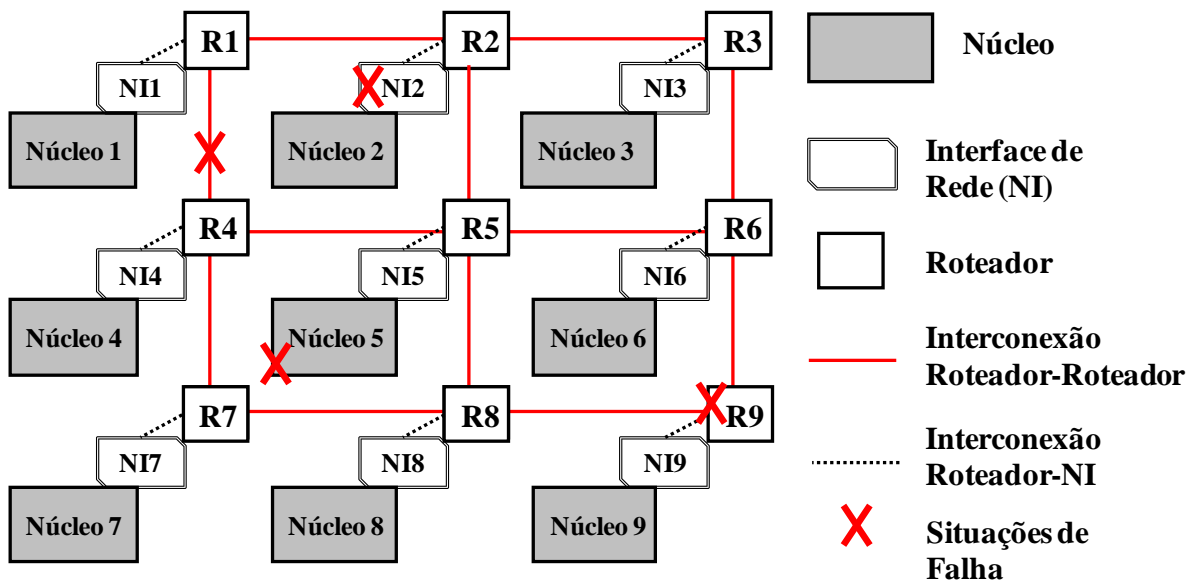 R1
R2
R3
Núcleo
NI1
NI2
NI3
Núcleo 1
Núcleo 2
Núcleo 3
Interface de
Rede (NI)
R4
R5
R6
Roteador
NI4
NI5
NI6
Núcleo 4
Núcleo 5
Núcleo 6
Interconexão
Roteador-Roteador
R7
R8
R9
Interconexão
Roteador-NI
NI7
NI8
NI9
Núcleo 7
Núcleo 8
Núcleo 9
Situações de
Falha